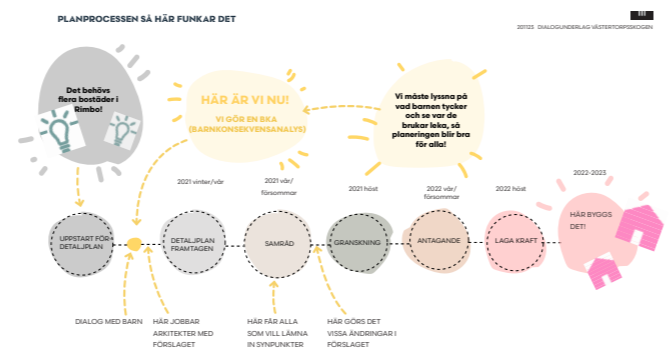 PLANPROCESSEN SÅ HÄR FUNKAR DET
201123 DIALOGUNDERLAG VÄSTERTORPSSKOGEN
Det behövs
flera bostäder i
Rimbo!
HÄR ÄR VI NU!
VI GÖR EN BKA
(BARNKONSEKVENSANALYS)
Vi måste lyssna på
vad barnen tycker
och se var de
brukar leka, så
planeringen blir bra
för alla!
2021 vinter/vår
2021 vår/
försommar
2021 höst
2022 vår/
försommar
2022 höst
2022-2023
UPPSTART FÖR
DETALJPLAN
DETALJPLAN
FRAMTAGEN
SAMRÅD
GRANSKNING
ANTAGANDE
LAGA KRAFT
HÄR BYGGS
DET!
DIALOG MED BARN
HÄR JOBBAR
ARKITEKTER MED
FÖRSLAGET
HÄR FÅR ALLA
SOM VILL LÄMNA
IN SYNPUNKTER
HÄR GÖRS DET
VISSA ÄNDRINGAR I
FÖRSLAGET